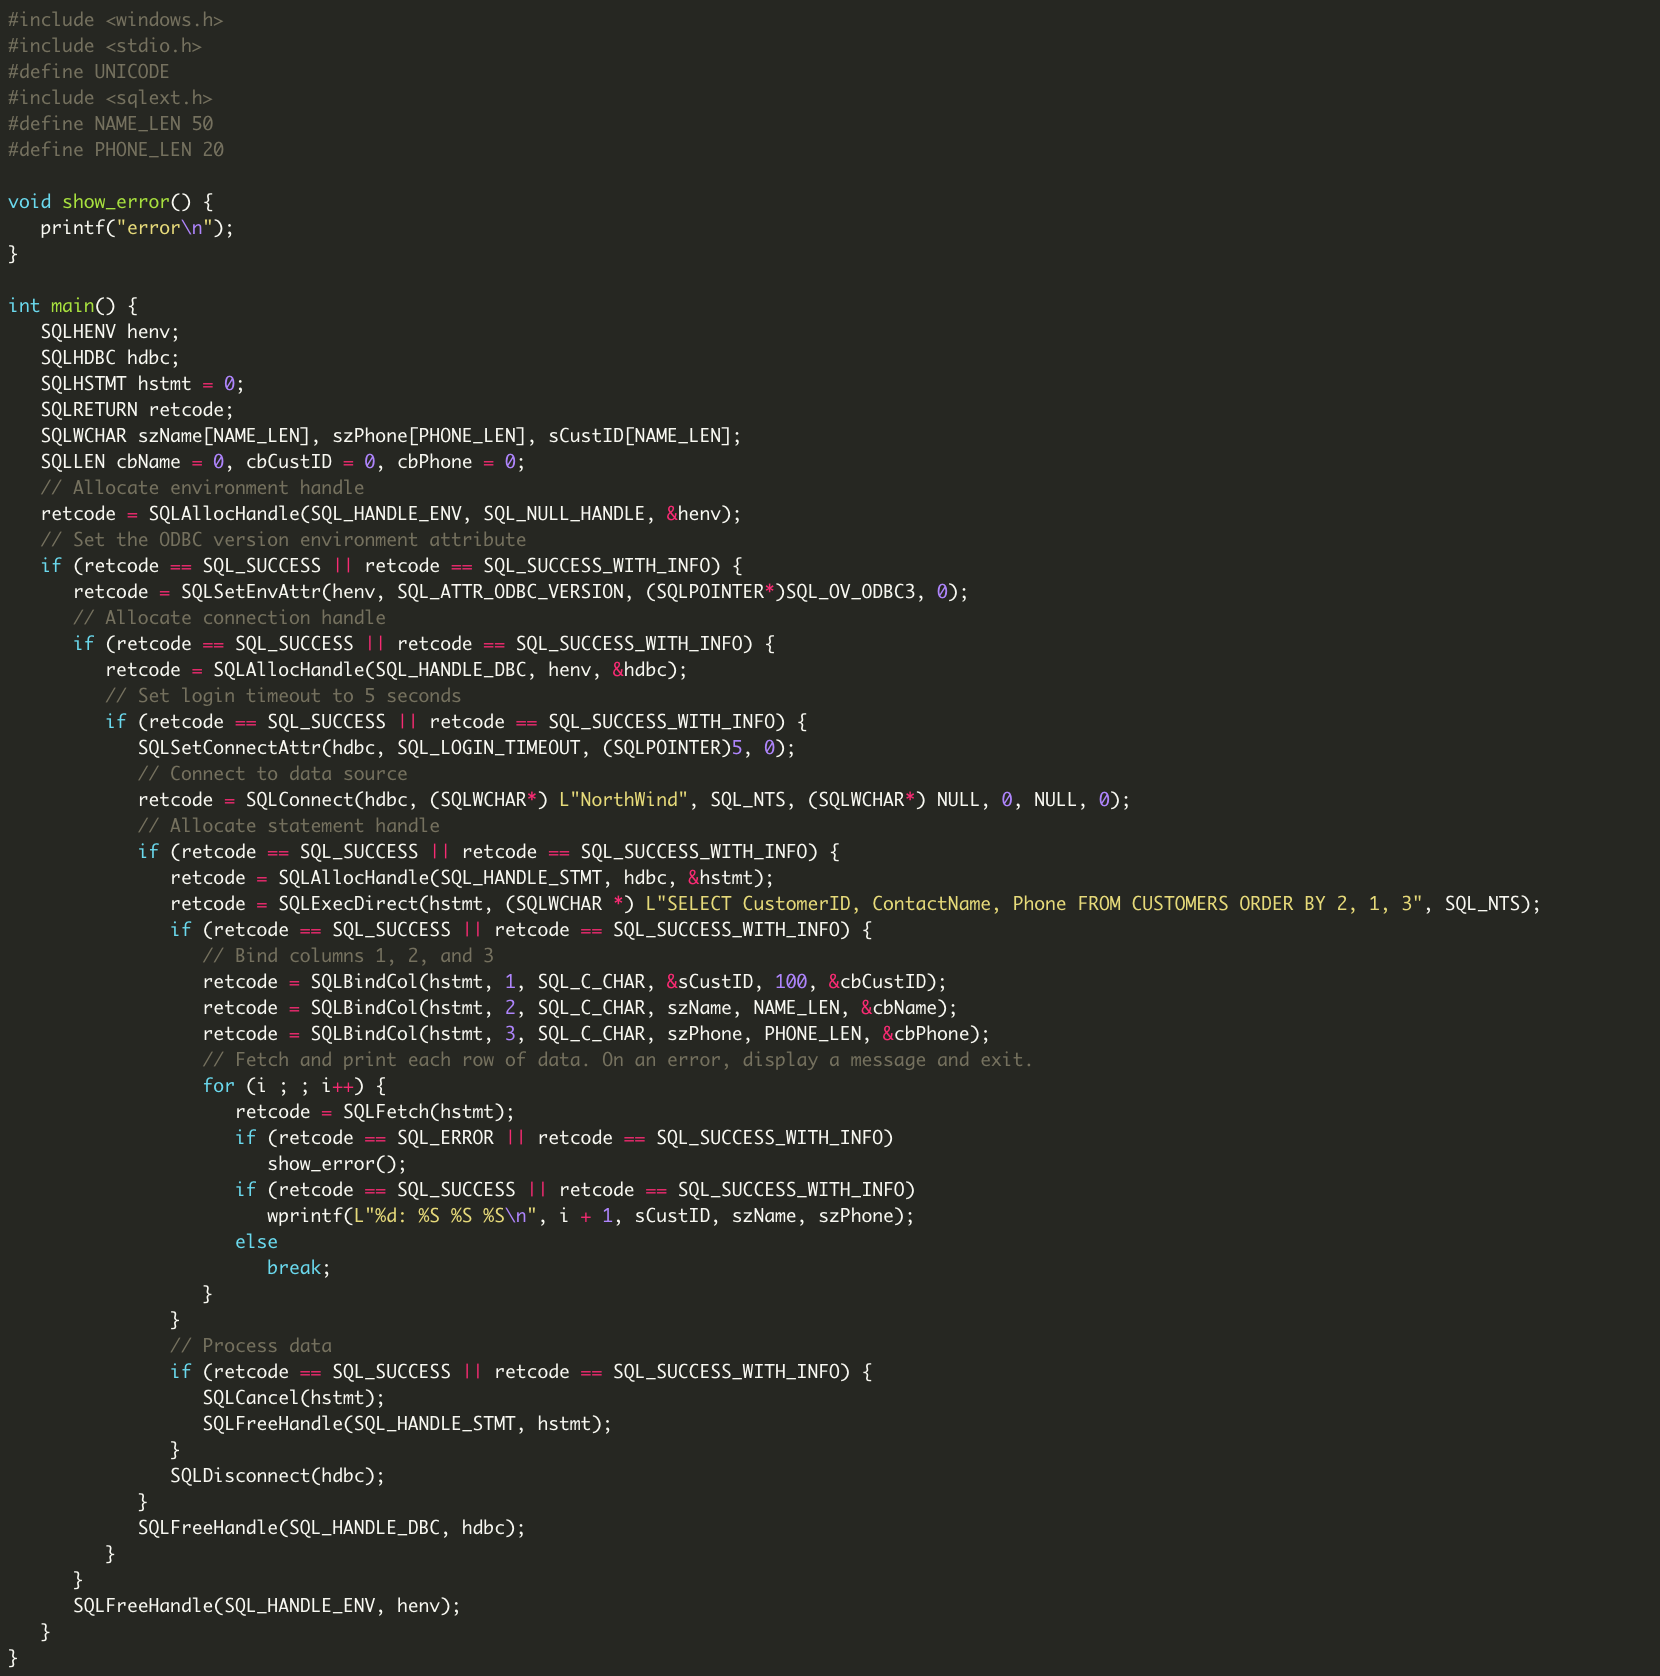 #include <windows.h>
#include <stdio.h>
#define UNICODE
#include <sqlext.h>
#define NAME_LEN 50
#define PHONE_LEN 20

void show_error() {
   printf("error\n");
}

int main() {
   SQLHENV henv;
   SQLHDBC hdbc;
   SQLHSTMT hstmt = 0;
   SQLRETURN retcode;
   SQLWCHAR szName[NAME_LEN], szPhone[PHONE_LEN], sCustID[NAME_LEN];
   SQLLEN cbName = 0, cbCustID = 0, cbPhone = 0;
   // Allocate environment handle
   retcode = SQLAllocHandle(SQL_HANDLE_ENV, SQL_NULL_HANDLE, &henv);
   // Set the ODBC version environment attribute
   if (retcode == SQL_SUCCESS || retcode == SQL_SUCCESS_WITH_INFO) {
      retcode = SQLSetEnvAttr(henv, SQL_ATTR_ODBC_VERSION, (SQLPOINTER*)SQL_OV_ODBC3, 0);
      // Allocate connection handle
      if (retcode == SQL_SUCCESS || retcode == SQL_SUCCESS_WITH_INFO) {
         retcode = SQLAllocHandle(SQL_HANDLE_DBC, henv, &hdbc);
         // Set login timeout to 5 seconds
         if (retcode == SQL_SUCCESS || retcode == SQL_SUCCESS_WITH_INFO) {
            SQLSetConnectAttr(hdbc, SQL_LOGIN_TIMEOUT, (SQLPOINTER)5, 0);
            // Connect to data source
            retcode = SQLConnect(hdbc, (SQLWCHAR*) L"NorthWind", SQL_NTS, (SQLWCHAR*) NULL, 0, NULL, 0);
            // Allocate statement handle
            if (retcode == SQL_SUCCESS || retcode == SQL_SUCCESS_WITH_INFO) {
               retcode = SQLAllocHandle(SQL_HANDLE_STMT, hdbc, &hstmt);
               retcode = SQLExecDirect(hstmt, (SQLWCHAR *) L"SELECT CustomerID, ContactName, Phone FROM CUSTOMERS ORDER BY 2, 1, 3", SQL_NTS);
               if (retcode == SQL_SUCCESS || retcode == SQL_SUCCESS_WITH_INFO) {
                  // Bind columns 1, 2, and 3
                  retcode = SQLBindCol(hstmt, 1, SQL_C_CHAR, &sCustID, 100, &cbCustID);
                  retcode = SQLBindCol(hstmt, 2, SQL_C_CHAR, szName, NAME_LEN, &cbName);
                  retcode = SQLBindCol(hstmt, 3, SQL_C_CHAR, szPhone, PHONE_LEN, &cbPhone);
                  // Fetch and print each row of data. On an error, display a message and exit.
                  for (i ; ; i++) {
                     retcode = SQLFetch(hstmt);
                     if (retcode == SQL_ERROR || retcode == SQL_SUCCESS_WITH_INFO)
                        show_error();
                     if (retcode == SQL_SUCCESS || retcode == SQL_SUCCESS_WITH_INFO)
                        wprintf(L"%d: %S %S %S\n", i + 1, sCustID, szName, szPhone);
                     else
                        break;
                  }
               }
               // Process data
               if (retcode == SQL_SUCCESS || retcode == SQL_SUCCESS_WITH_INFO) {
                  SQLCancel(hstmt);
                  SQLFreeHandle(SQL_HANDLE_STMT, hstmt);
               }
               SQLDisconnect(hdbc);
            }
            SQLFreeHandle(SQL_HANDLE_DBC, hdbc);
         }
      }
      SQLFreeHandle(SQL_HANDLE_ENV, henv);
   }
}